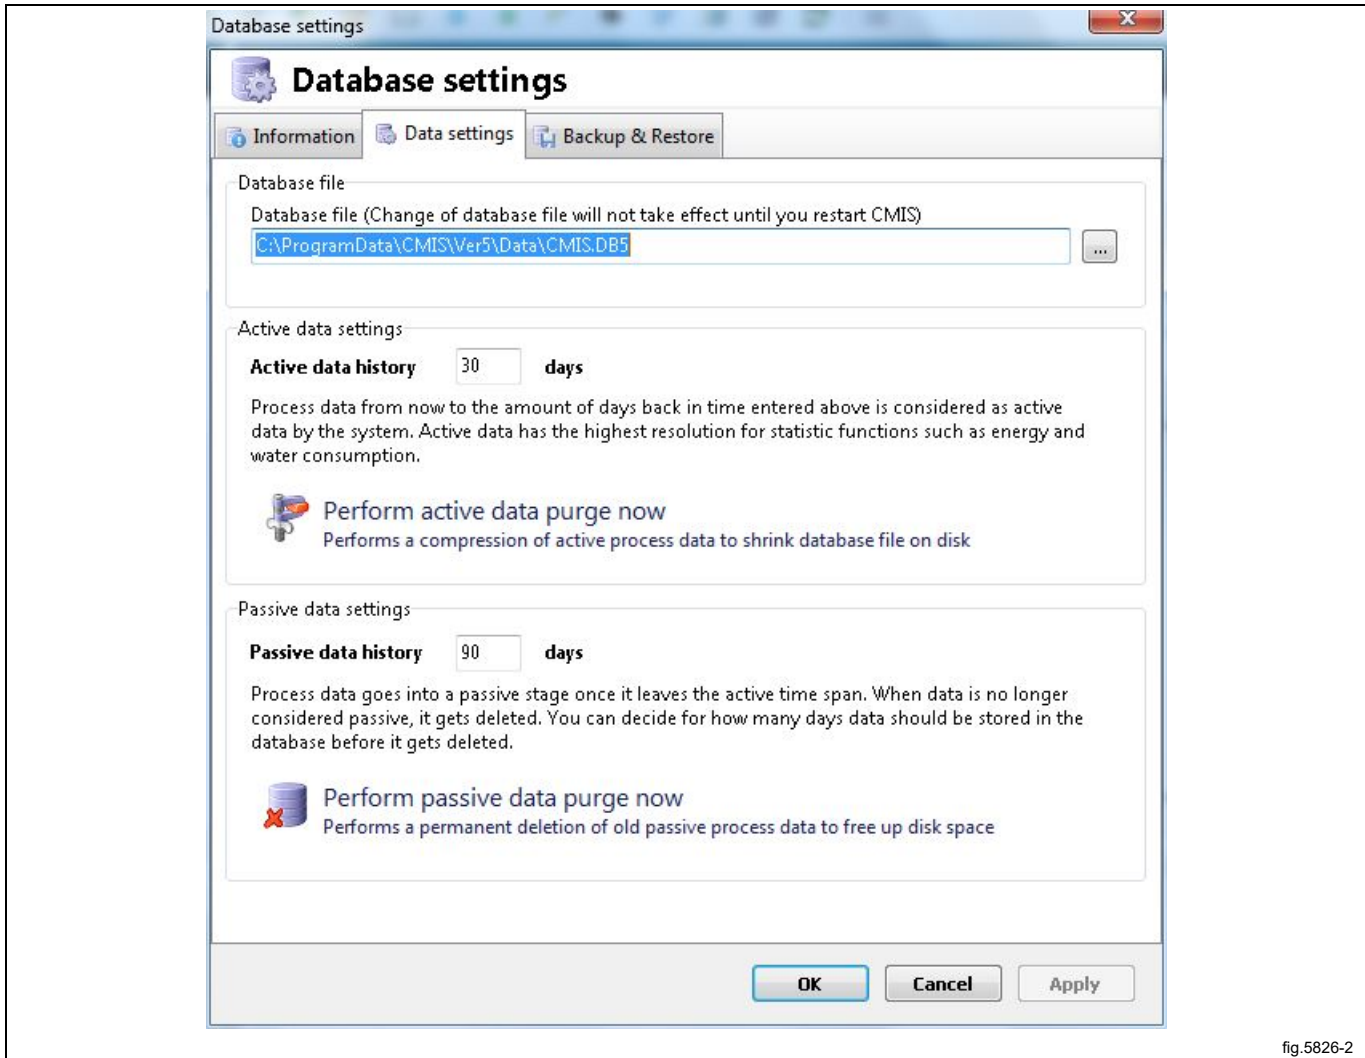 Database settings
X
Database settings
Information
Data settings
Backup & Restore
Database file
Database file (Change of database file will not take effect until you restart CMIS)
C:\ProgramData\CMIS\Ver5\Data\CMIS.DB5
...
Active data settings
Active data history 30 days
Process data from now to the amount of days back in time entered above is considered as active
data by the system. Active data has the highest resolution for statistic functions such as energy and
water consumption.
Perform active data purge now
Performs a compression of active process data to shrink database file on disk
Passive data settings
Passive data history 90 days
Process data goes into a passive stage once it leaves the active time span. When data is no longer
considered passive, it gets deleted. You can decide for how many days data should be stored in the
database before it gets deleted.
Perform passive data purge now
Performs a permanent deletion of old passive process data to free up disk space
OK
Cancel
Apply
fig.5826-2